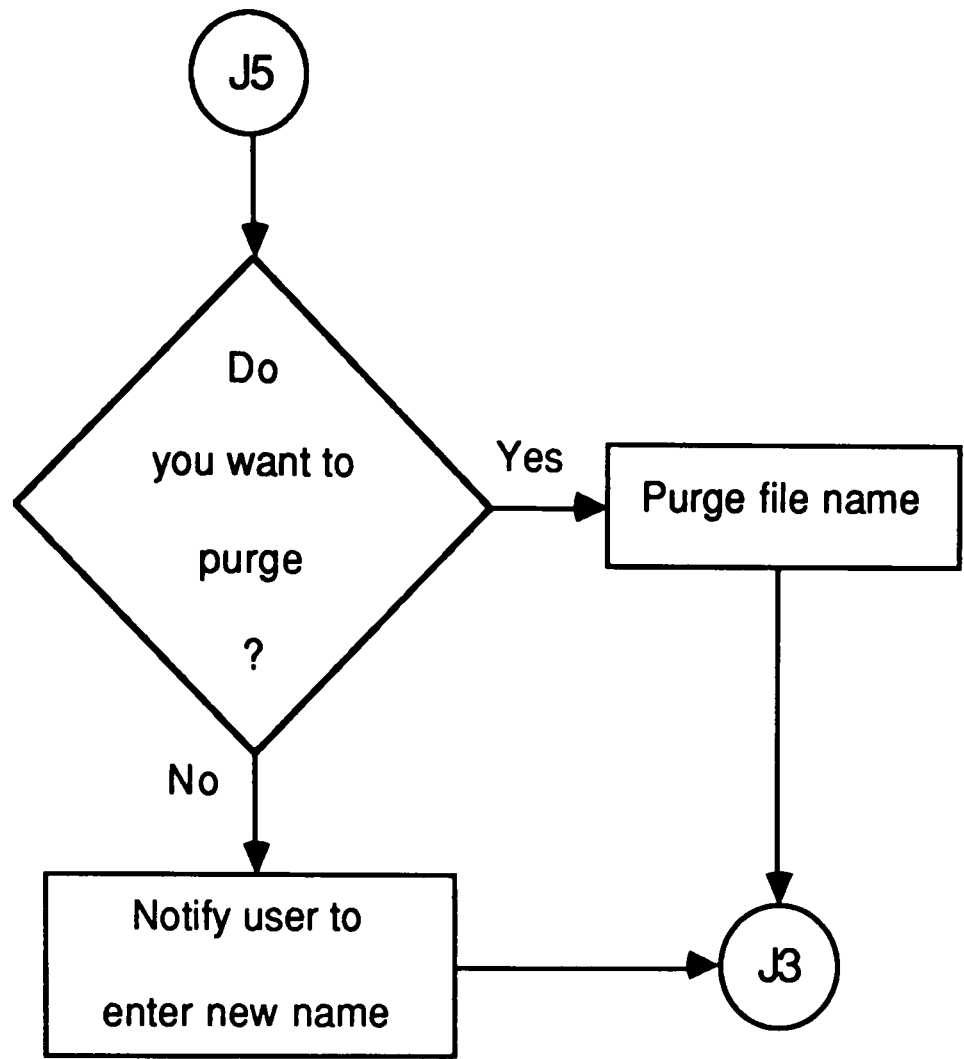 J5
Do
you want to
purge
?
Yes
Purge file name
No
Notify user to
enter new name
J3